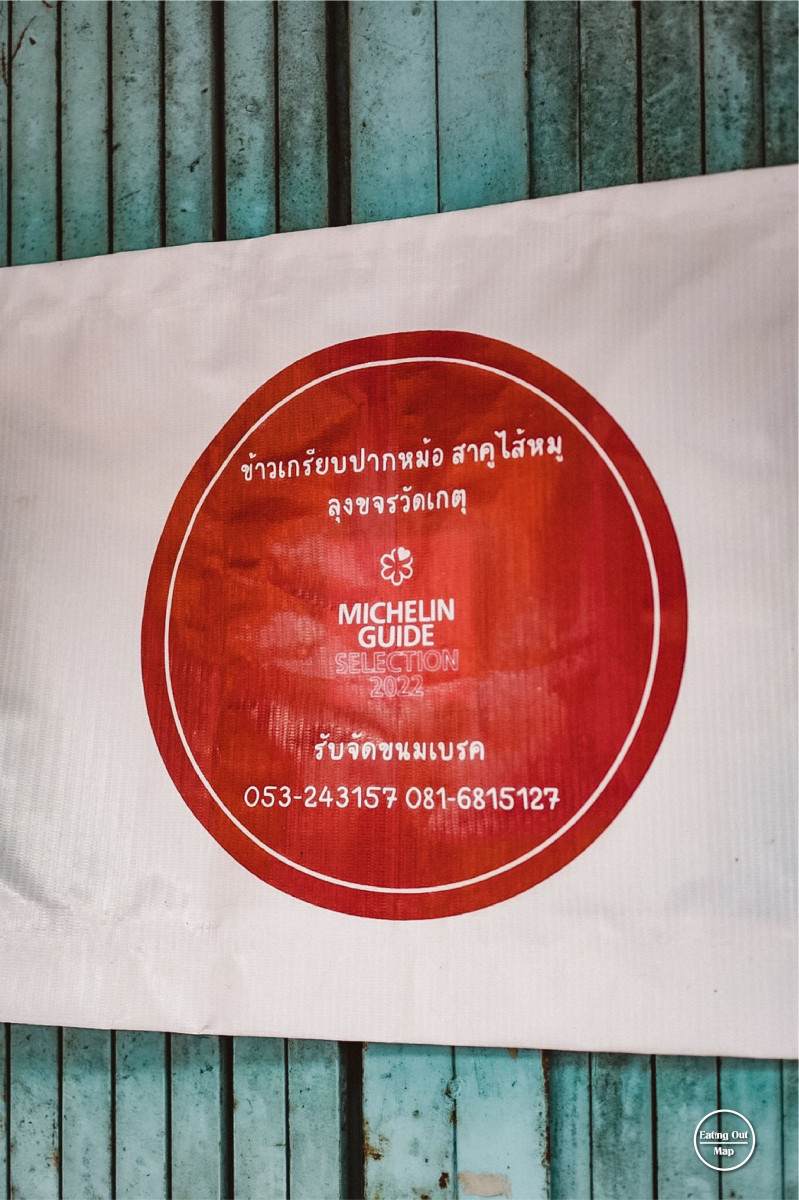 ข้าวเกรียบปากหม้อ สาคูไส้หมู
ลุงขจรวัดเกตุ
MICHELIN
GUIDE
SELECTION
2022
รับจัดขนมเบรค
053-243157 081-6815127
Eating Out
Map